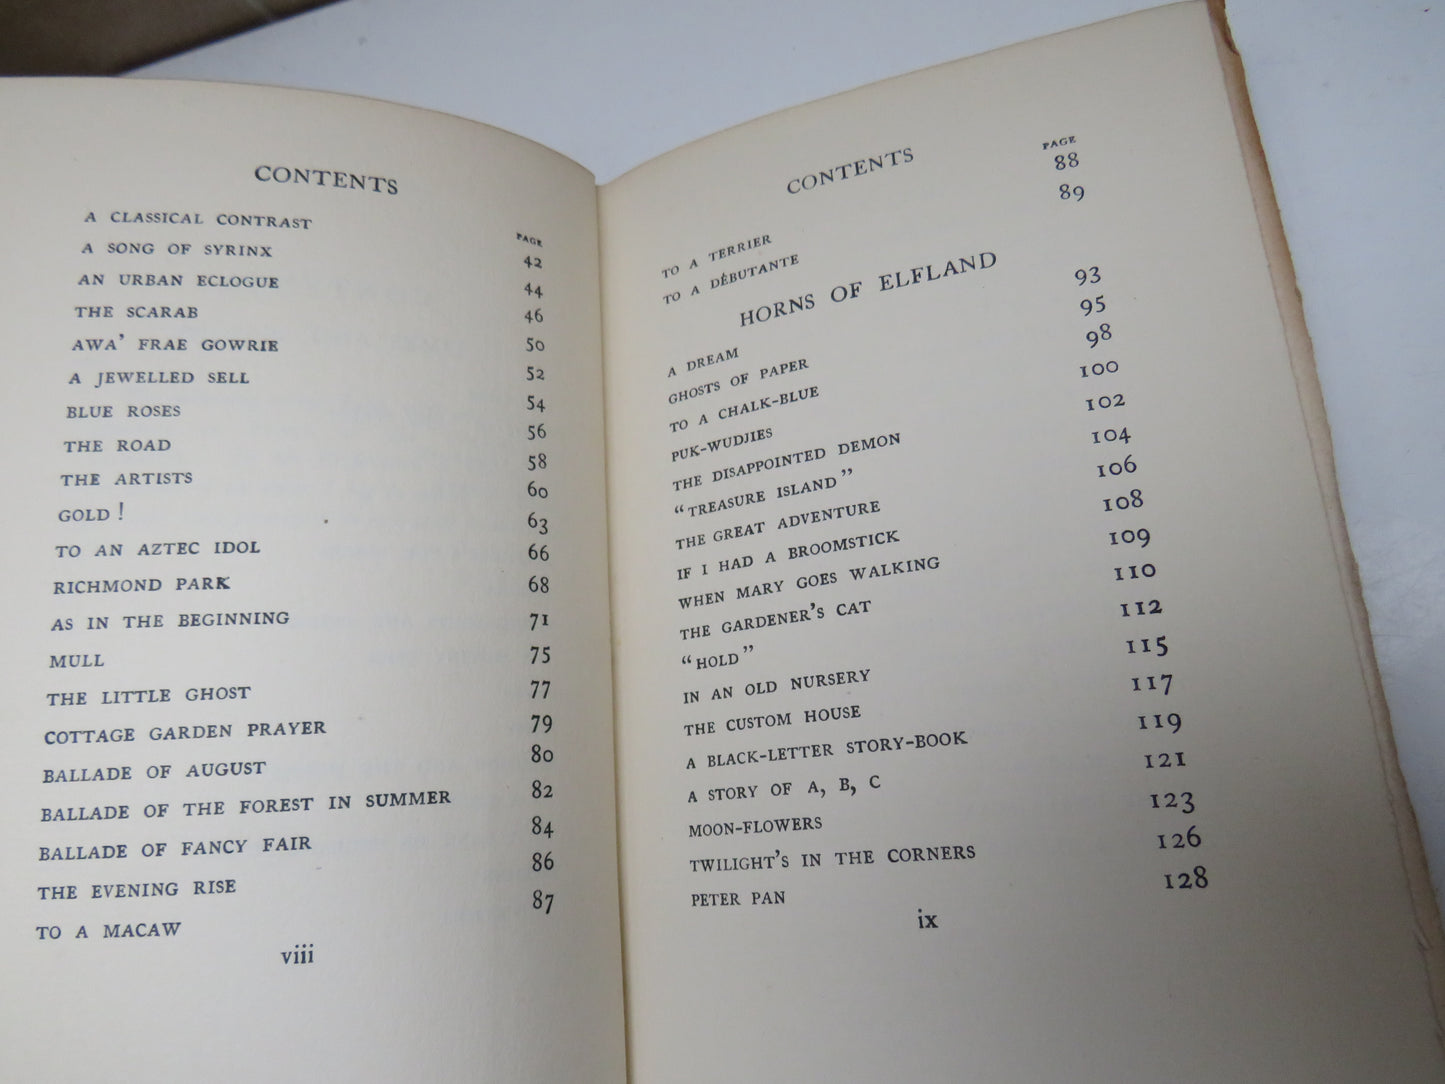 CONTENTS
PAGE
A CLASSICAL CONTRAST 42
A SONG OF SYRINX 44
AN URBAN ECLOGUE 46
THE SCARAB 50
AWA' FRAE GOWRIE 52
A JEWELLED SELL 54
BLUE ROSES 56
THE ROAD 58
THE ARTISTS 60
GOLD! 63
TO AN AZTEC IDOL 66
RICHMOND PARK 68
AS IN THE BEGINNING 71
MULL 75
THE LITTLE GHOST 77
COTTAGE GARDEN PRAYER 79
BALLADE OF AUGUST 80
BALLADE OF THE FOREST IN SUMMER 82
BALLADE OF FANCY FAIR 84
THE EVENING RISE 86
TO A MACAW 87
viii
CONTENTS
PAGE
TO A TERRIER 88
TO A DÉBUTANTE 89
HORNS OF ELFLAND
A DREAM 93
GHOSTS OF PAPER 95
TO A CHALK-BLUE 98
PUK-WUDJIES 100
THE DISAPPOINTED DEMON 102
"TREASURE ISLAND" 104
THE GREAT ADVENTURE 106
IF I HAD A BROOMSTICK 108
WHEN MARY GOES WALKING 109
THE GARDENER'S CAT 110
"HOLD" 112
IN AN OLD NURSERY 115
THE CUSTOM HOUSE 117
A BLACK-LETTER STORY-BOOK 119
A STORY OF A, B, C 121
MOON-FLOWERS 123
TWILIGHT'S IN THE CORNERS 126
PETER PAN 128
ix